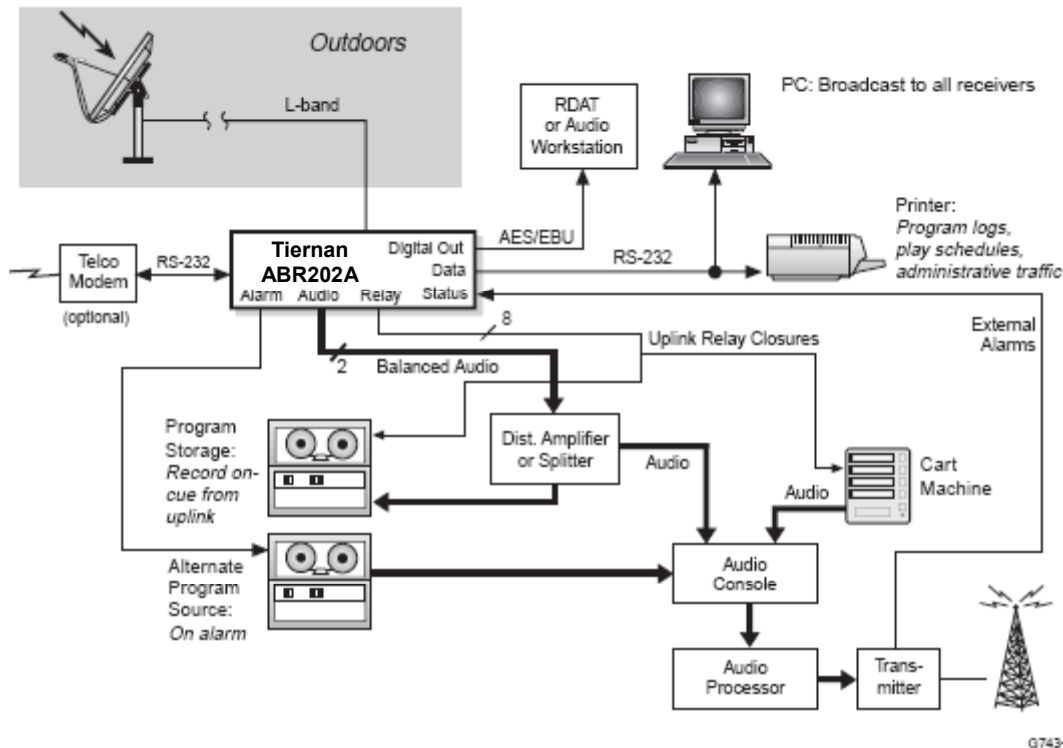 Outdoors
L-band
PC: Broadcast to all receivers
RDAT
or Audio
Workstation
AES/EBU
RS-232
Printer:
Program logs,
play schedules,
administrative traffic
Telco
Modem
(optional)
RS-232
Tiernan
ABR202A
Digital Out
Data
Status
Alarm Audio Relay
8
2
Balanced Audio
Uplink Relay Closures
External
Alarms
Program
Storage:
Record on-
cue from
uplink
Dist. Amplifier
or Splitter
Audio
Audio
Cart
Machine
Alternate
Program
Source:
On alarm
Audio
Console
Audio
Processor
Trans-
mitter